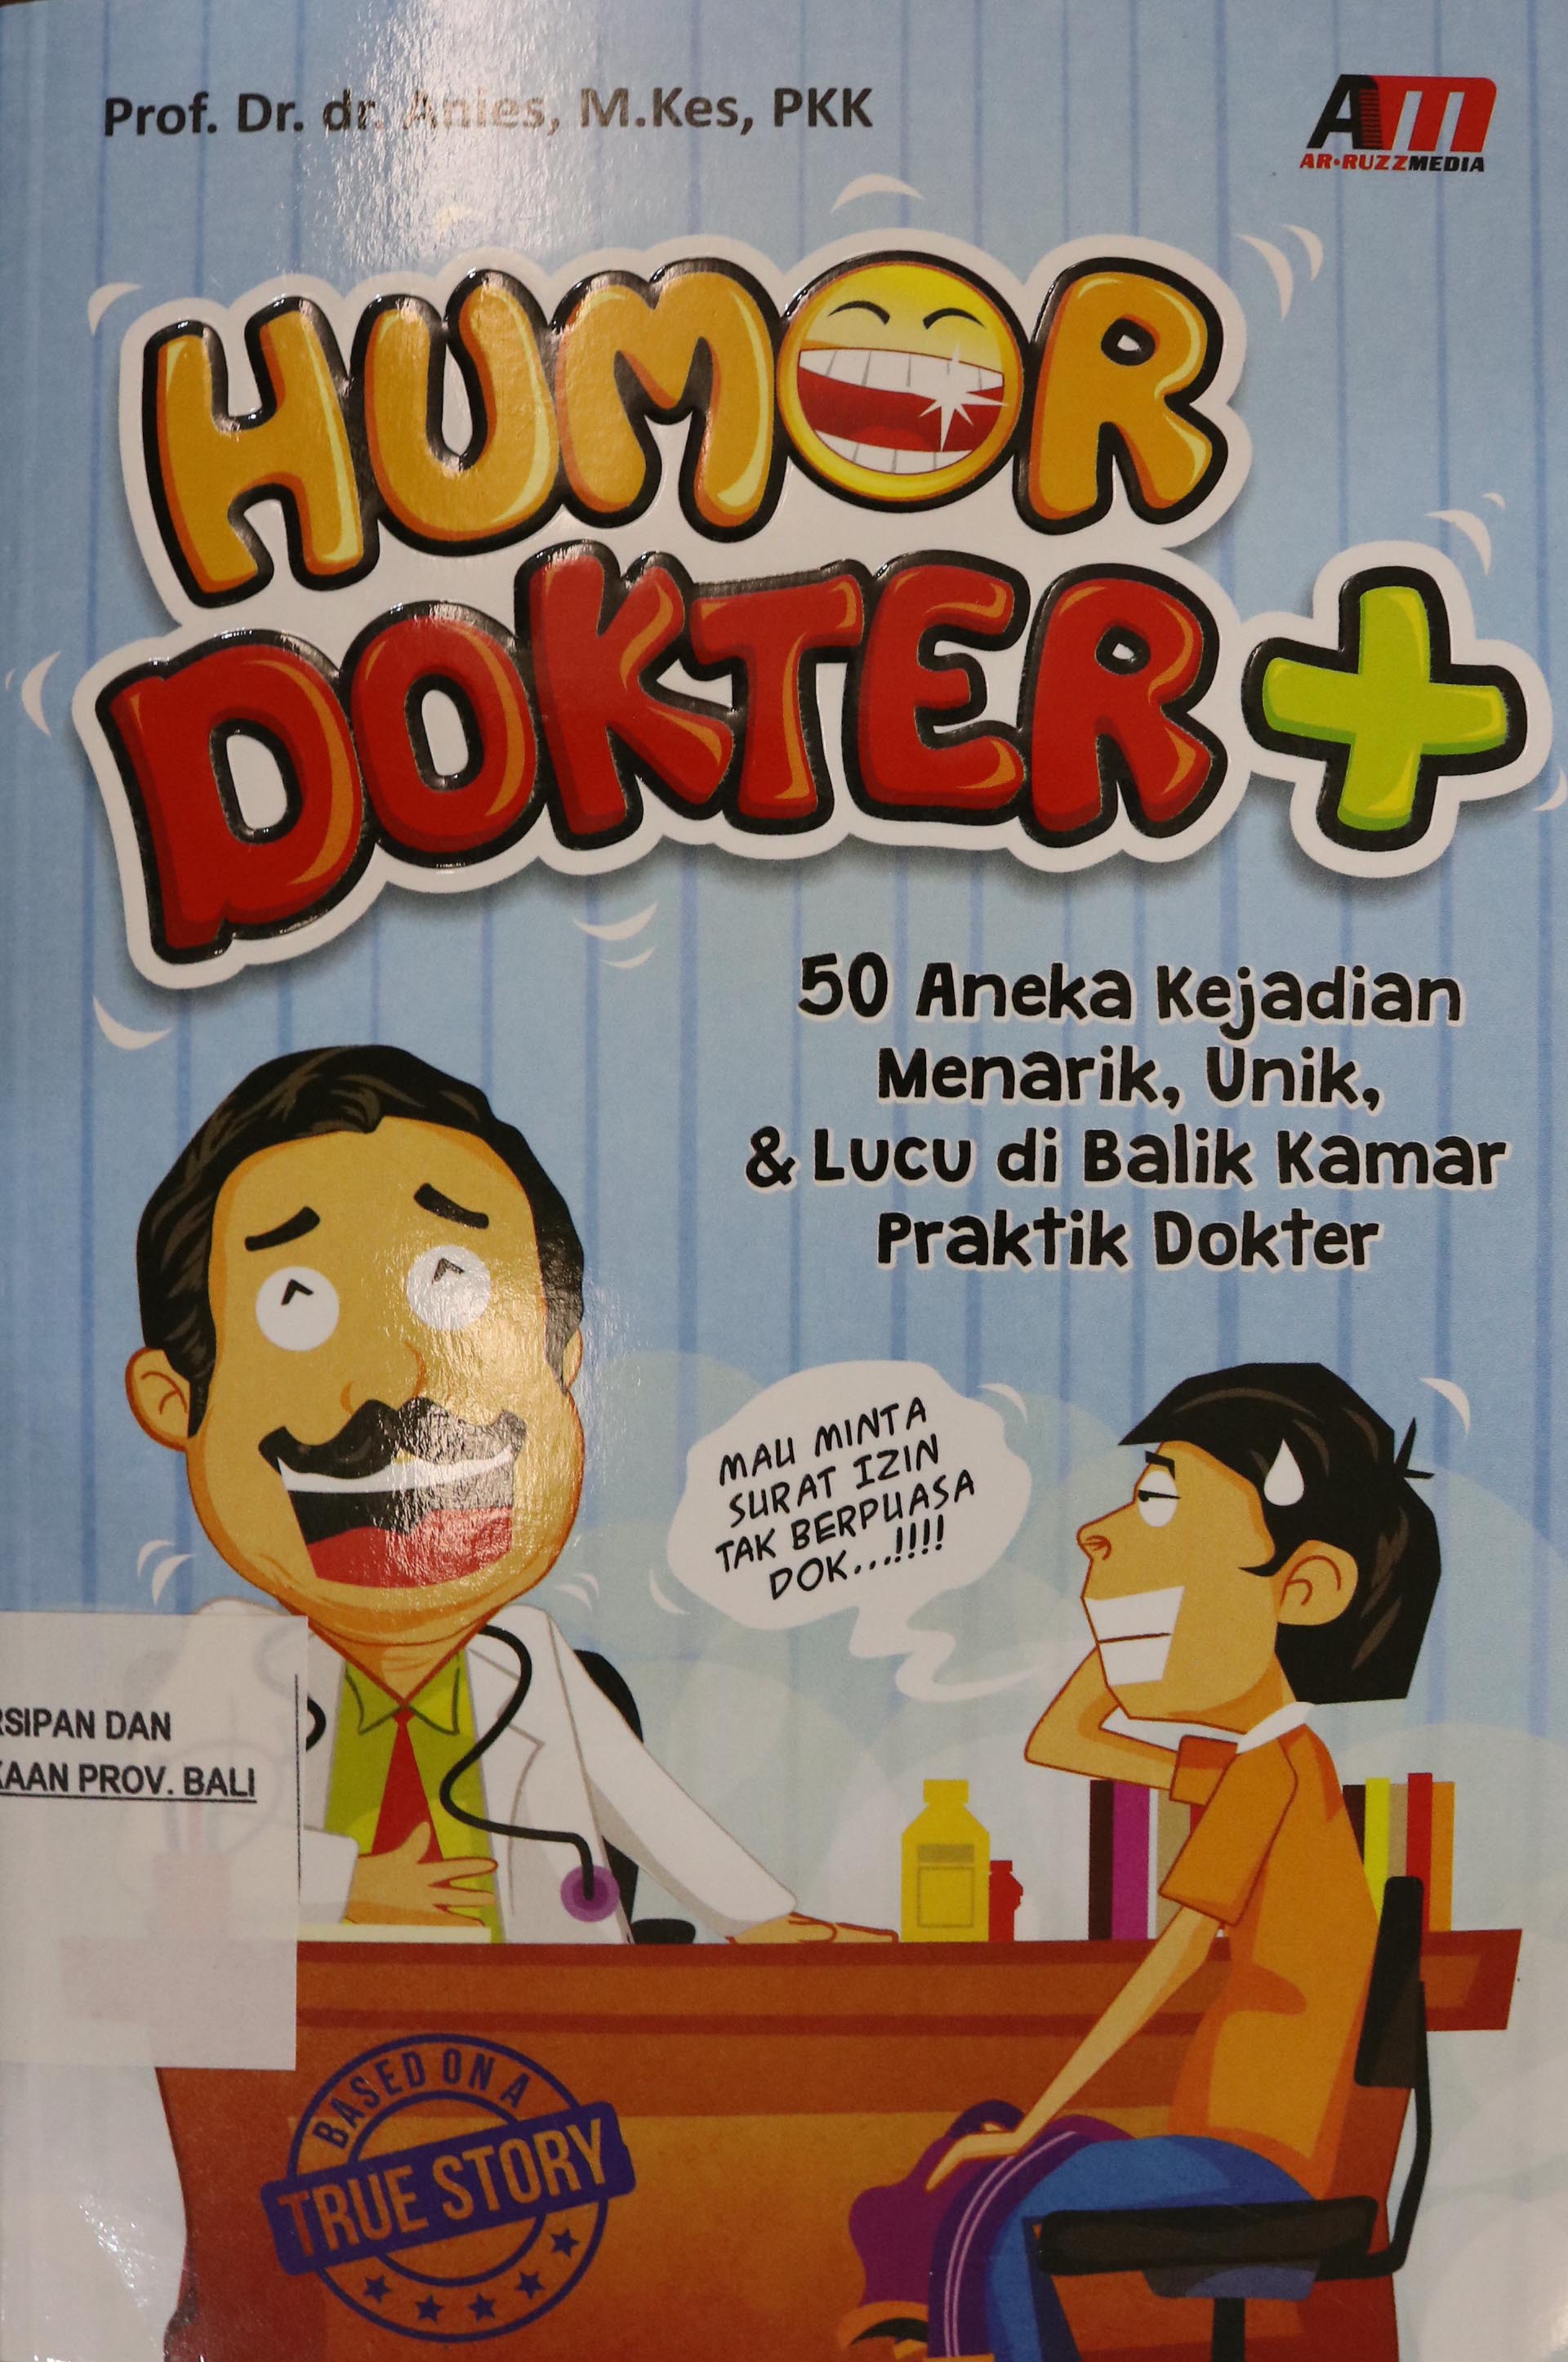 Prof. Dr. dr. Anies, M.Kes, PKK
AM
AR•RUZZMEDIA
HUMOR
DOKTER+
50 Aneka Kejadian
Menarik, Unik,
& Lucu di Balik Kamar
Praktik Dokter
MAU MINTA
SURAT IZIN
TAK BERPUASA
DOK...!!!!
RSIPAN DAN
KAAN PROV. BALI
BASED ON A
TRUE STORY